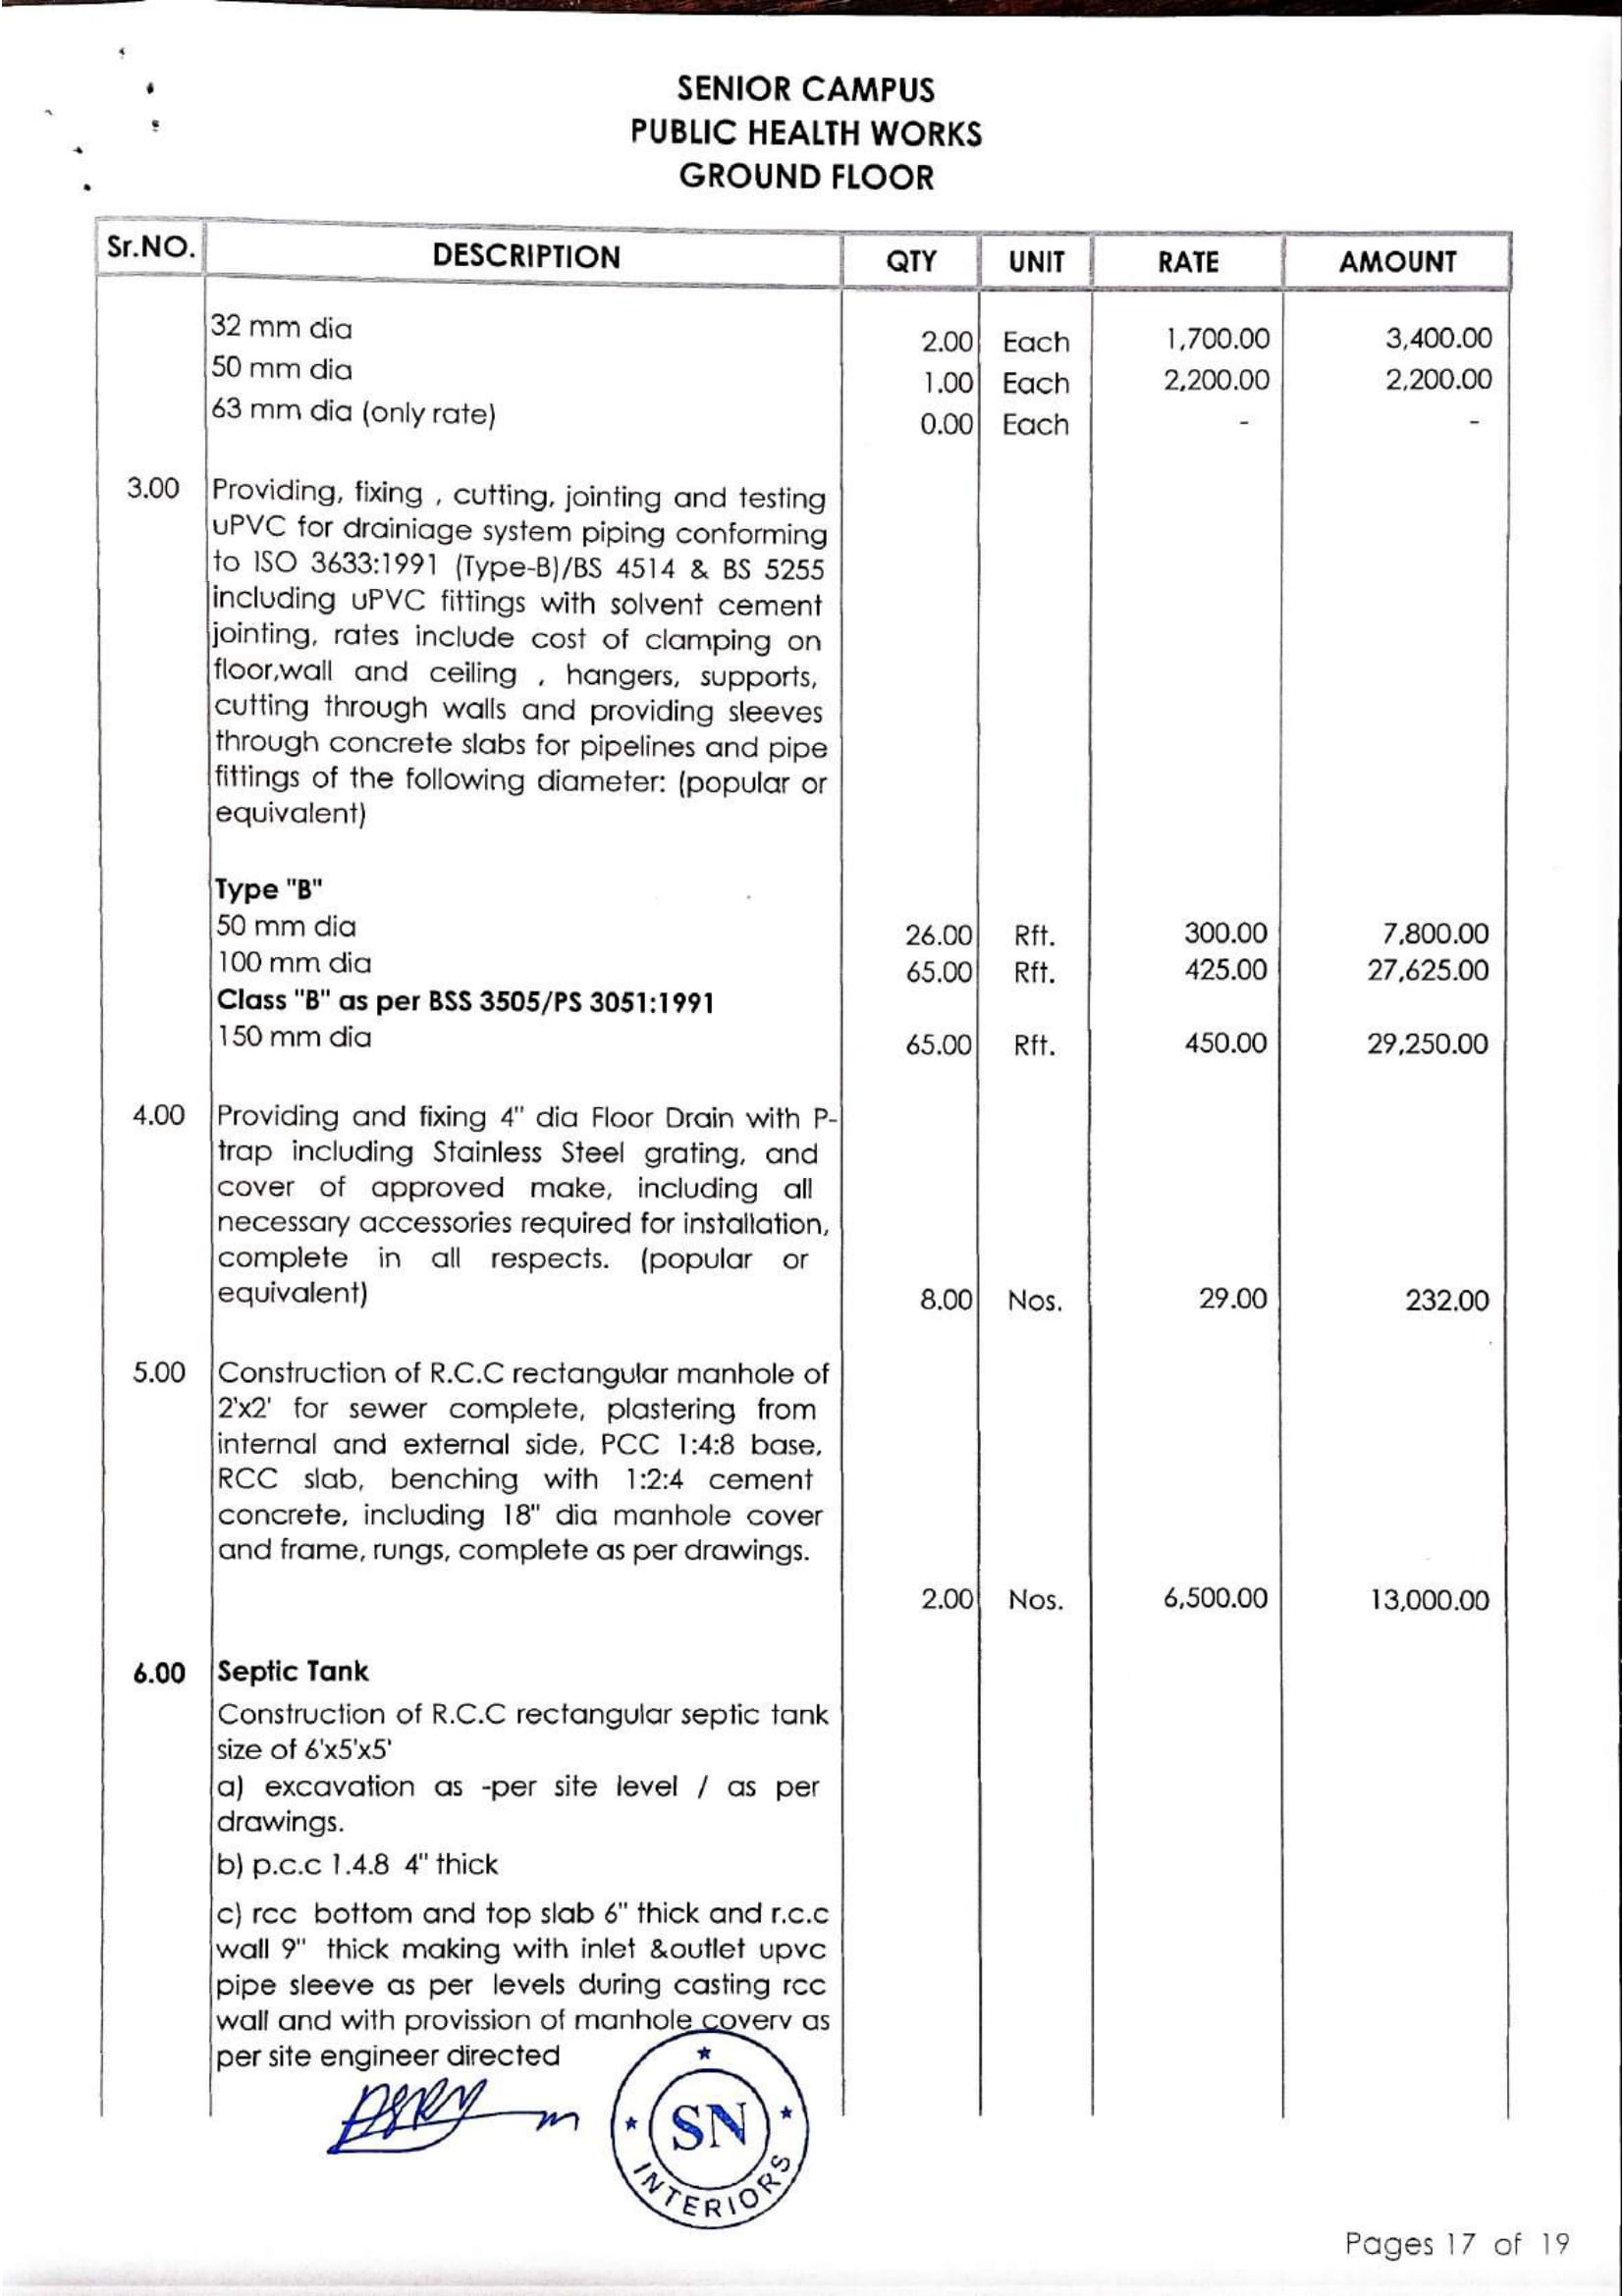 SENIOR CAMPUS
PUBLIC HEALTH WORKS
GROUND FLOOR
Sr.NO. DESCRIPTION QTY UNIT RATE AMOUNT
32 mm dia 2.00 Each 1,700.00 3,400.00
50 mm dia 1.00 Each 2,200.00 2,200.00
63 mm dia (only rate) 0.00 Each - -
3.00 Providing, fixing , cutting, jointing and testing
uPVC for drainiage system piping conforming
to ISO 3633:1991 (Type-B)/BS 4514 & BS 5255
including uPVC fittings with solvent cement
jointing, rates include cost of clamping on
floor,wall and ceiling , hangers, supports,
cutting through walls and providing sleeves
through concrete slabs for pipelines and pipe
fittings of the following diameter: (popular or
equivalent)
Type "B"
50 mm dia 26.00 Rft. 300.00 7,800.00
100 mm dia 65.00 Rft. 425.00 27,625.00
Class "B" as per BSS 3505/PS 3051:1991
150 mm dia 65.00 Rft. 450.00 29,250.00
4.00 Providing and fixing 4" dia Floor Drain with P-
trap including Stainless Steel grating, and
cover of approved make, including all
necessary accessories required for installation,
complete in all respects. (popular or
equivalent) 8.00 Nos. 29.00 232.00
5.00 Construction of R.C.C rectangular manhole of
2'x2' for sewer complete, plastering from
internal and external side, PCC 1:4:8 base,
RCC slab, benching with 1:2:4 cement
concrete, including 18" dia manhole cover
and frame, rungs, complete as per drawings.
2.00 Nos. 6,500.00 13,000.00
6.00 Septic Tank
Construction of R.C.C rectangular septic tank
size of 6'x5'x5'
a) excavation as -per site level / as per
drawings.
b) p.c.c 1.4.8 4" thick
c) rcc bottom and top slab 6" thick and r.c.c
wall 9" thick making with inlet &outlet upvc
pipe sleeve as per levels during casting rcc
wall and with provission of manhole coverv as
per site engineer directed
SN
INTERIORS
Pages 17 of 19